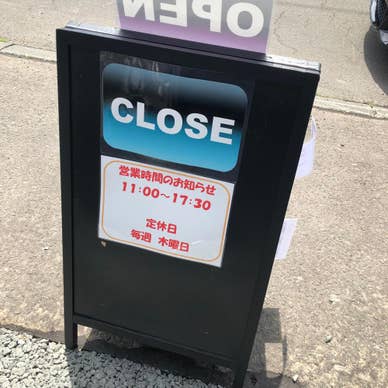 OPEN
CLOSE
営業時間のお知らせ
11:00～17:30
定休日
毎週 木曜日